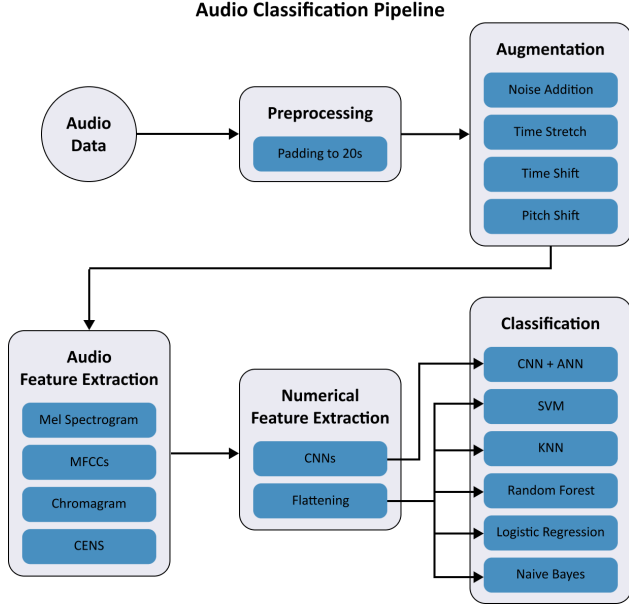 Audio Classification Pipeline
Audio
Data
Preprocessing
Padding to 20s
Augmentation
Noise Addition
Time Stretch
Time Shift
Pitch Shift
Audio
Feature Extraction
Mel Spectrogram
MFCCs
Chromagram
CENS
Numerical
Feature Extraction
CNNs
Flattening
Classification
CNN + ANN
SVM
KNN
Random Forest
Logistic Regression
Naive Bayes